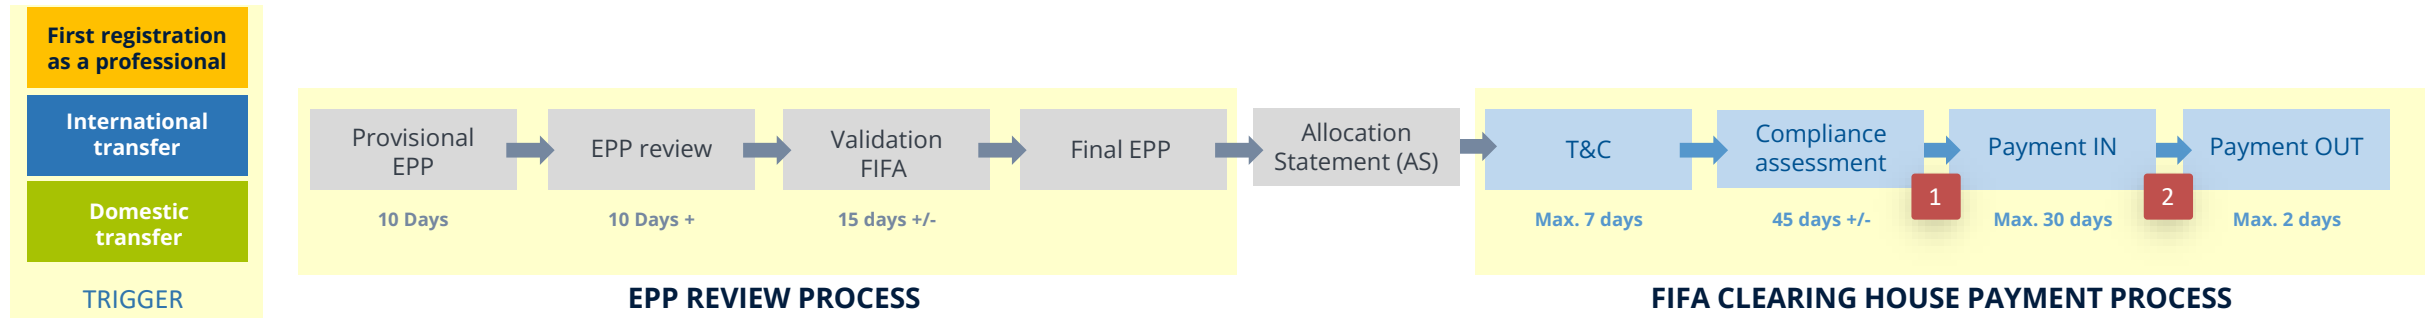 First registration
as a professional
International
transfer
Domestic
transfer
TRIGGER
Provisional
EPP
10 Days
EPP review
10 Days +
Validation
FIFA
15 days +/-
Final EPP
EPP REVIEW PROCESS
Allocation
Statement (AS)
T&C
Max. 7 days
Compliance
assessment
45 days +/-
1
Payment IN
Max. 30 days
2
Payment OUT
Max. 2 days
FIFA CLEARING HOUSE PAYMENT PROCESS